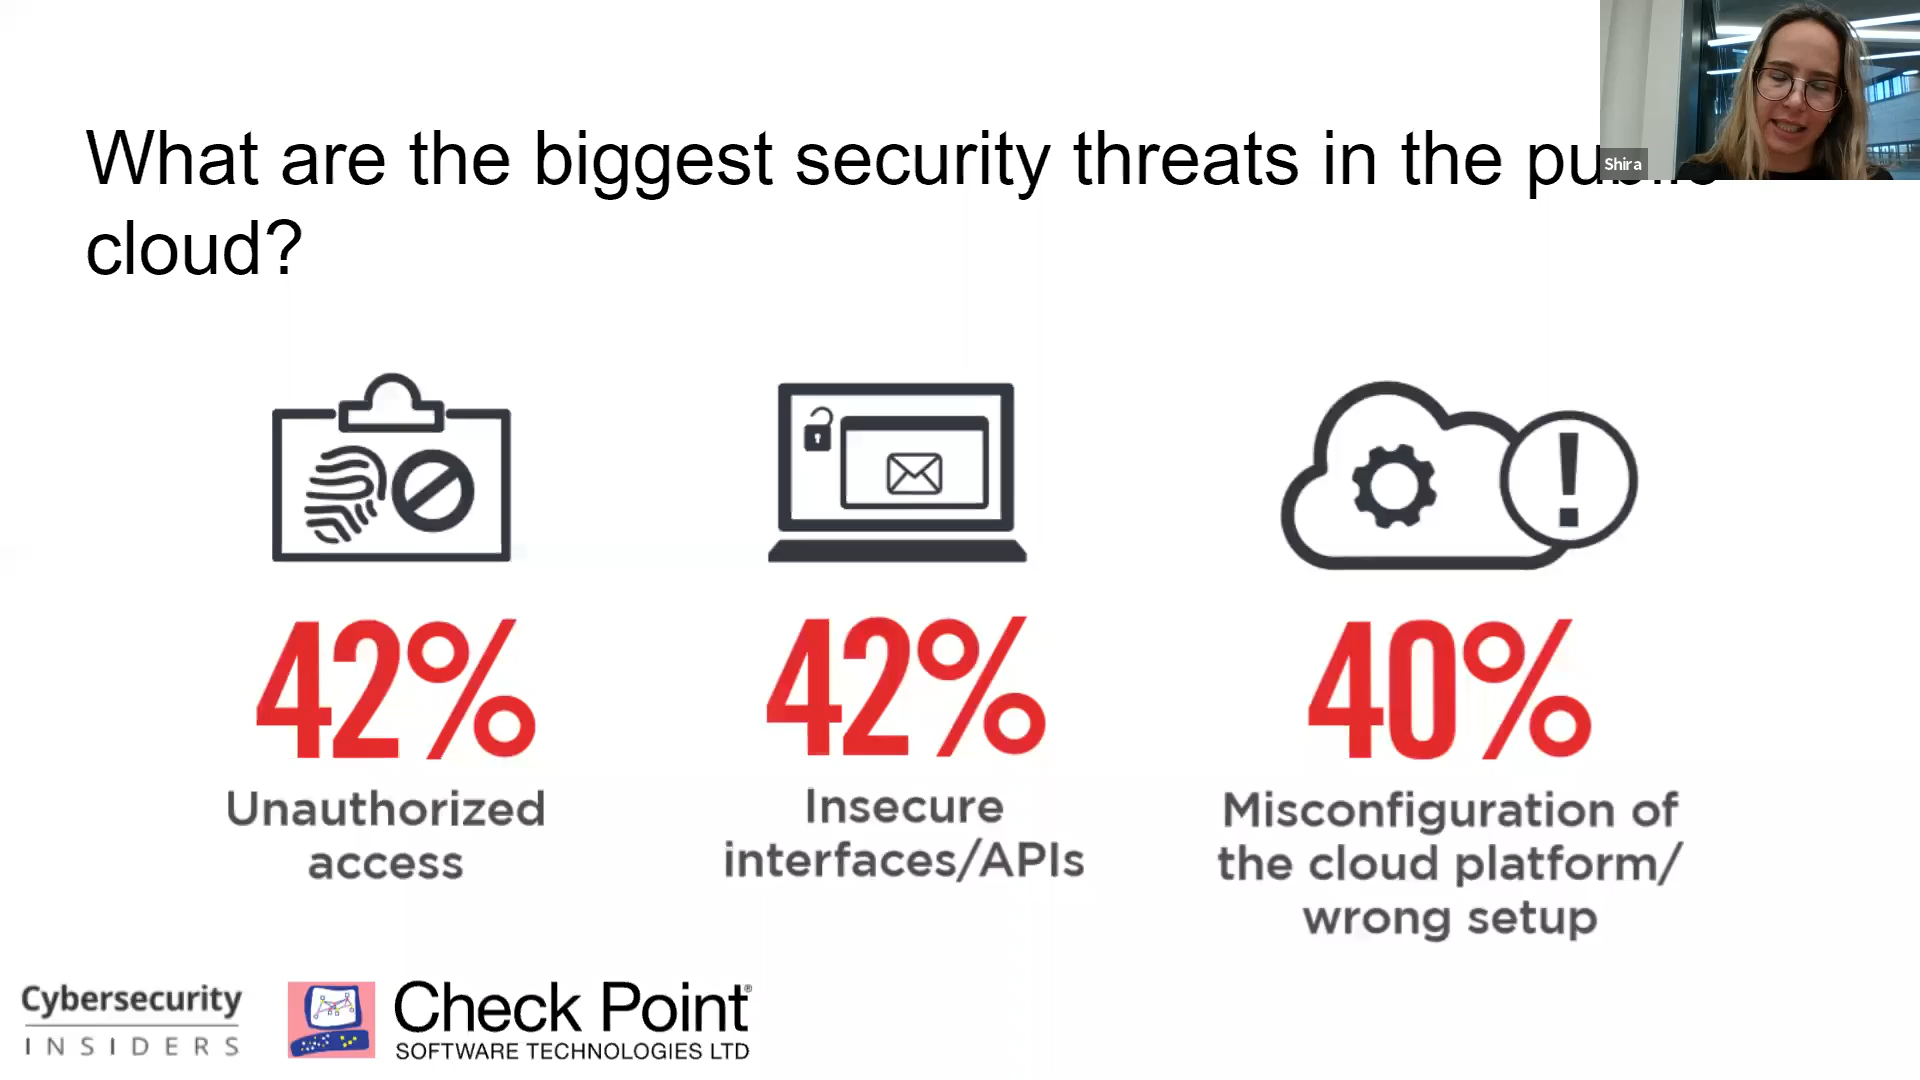 What are the biggest security threats in the public
cloud?
Shira
42%
Unauthorized
access
42%
Insecure
interfaces/APIs
40%
Misconfiguration of
the cloud platform/
wrong setup
Cybersecurity
INSIDERS
Check Point®
SOFTWARE TECHNOLOGIES LTD